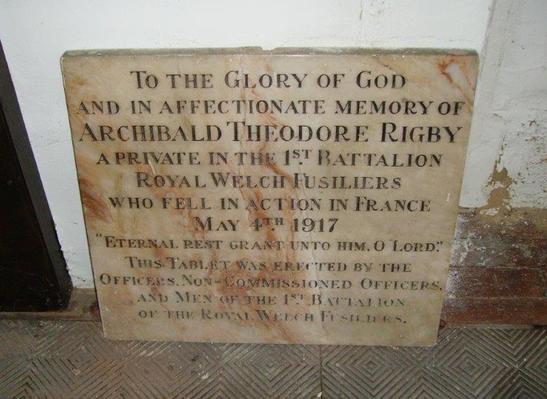 TO THE GLORY OF GOD
AND IN AFFECTIONATE MEMORY OF
ARCHIBALD THEODORE RIGBY
A PRIVATE IN THE 1ST BATTALION
ROYAL WELCH FUSILIERS
WHO FELL IN ACTION IN FRANCE
MAY 4TH 1917
"ETERNAL REST GRANT UNTO HIM, O LORD."
THIS TABLET WAS ERECTED BY THE
OFFICERS, NON-COMMISSIONED OFFICERS,
AND MEN OF THE 1ST BATTALION
OF THE ROYAL WELCH FUSILIERS.